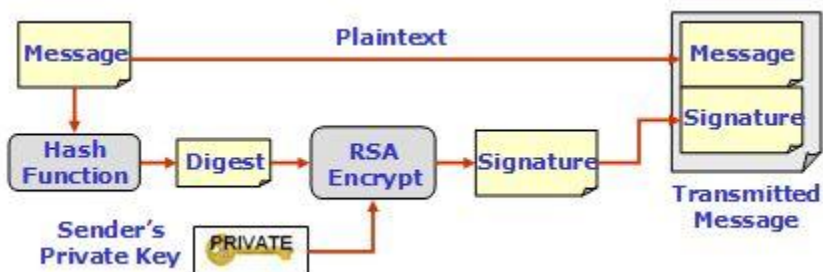 Message
Plaintext
Message
Signature
Hash
Function
Digest
RSA
Encrypt
Signature
Transmitted
Message
Sender's
Private Key
PRIVATE